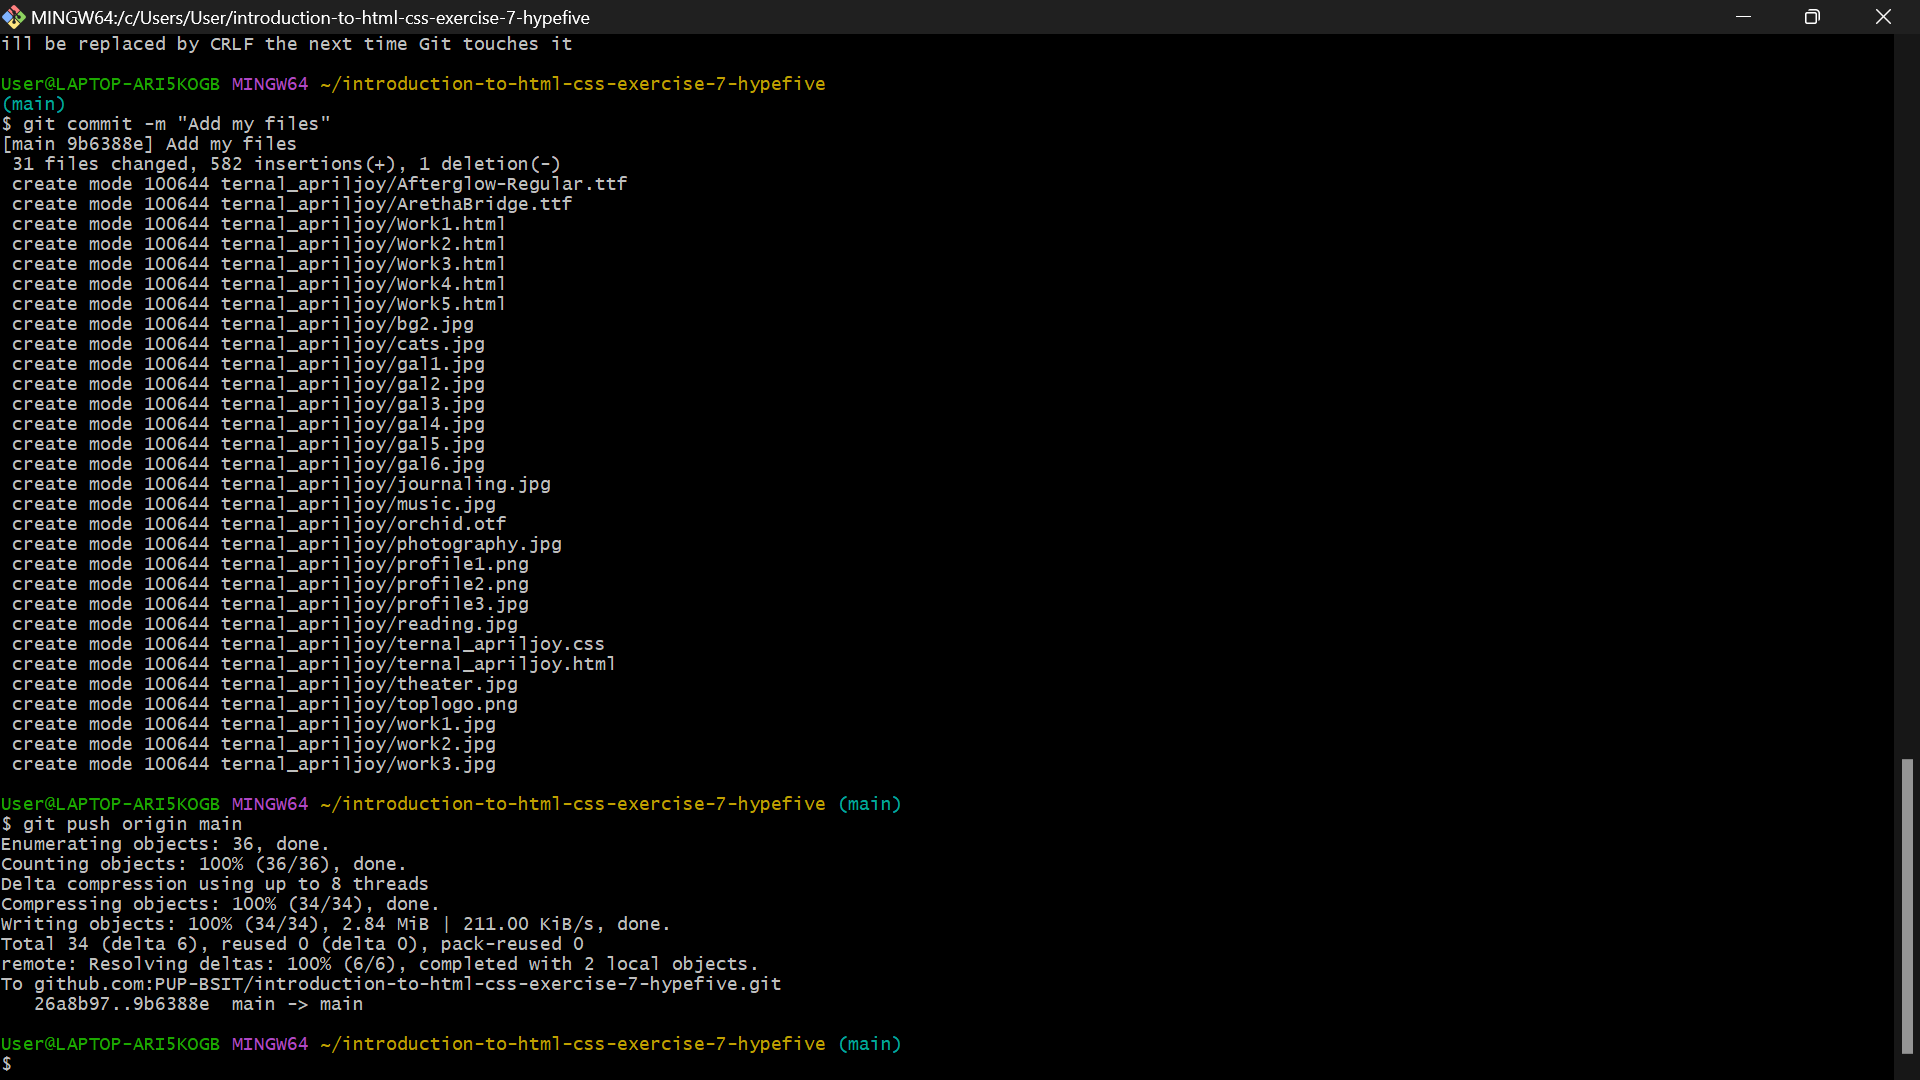 MINGW64:/c/Users/User/introduction-to-html-css-exercise-7-hypefive
ill be replaced by CRLF the next time Git touches it
User@LAPTOP-ARI5KOGB MINGW64 ~/introduction-to-html-css-exercise-7-hypefive
(main)
$ git commit -m "Add my files"
[main 9b6388e] Add my files
 31 files changed, 582 insertions(+), 1 deletion(-)
 create mode 100644 ternal_apriljoy/Afterglow-Regular.ttf
 create mode 100644 ternal_apriljoy/ArethaBridge.ttf
 create mode 100644 ternal_apriljoy/Work1.html
 create mode 100644 ternal_apriljoy/Work2.html
 create mode 100644 ternal_apriljoy/Work3.html
 create mode 100644 ternal_apriljoy/Work4.html
 create mode 100644 ternal_apriljoy/Work5.html
 create mode 100644 ternal_apriljoy/bg2.jpg
 create mode 100644 ternal_apriljoy/cats.jpg
 create mode 100644 ternal_apriljoy/gal1.jpg
 create mode 100644 ternal_apriljoy/gal2.jpg
 create mode 100644 ternal_apriljoy/gal3.jpg
 create mode 100644 ternal_apriljoy/gal4.jpg
 create mode 100644 ternal_apriljoy/gal5.jpg
 create mode 100644 ternal_apriljoy/gal6.jpg
 create mode 100644 ternal_apriljoy/journaling.jpg
 create mode 100644 ternal_apriljoy/music.jpg
 create mode 100644 ternal_apriljoy/orchid.otf
 create mode 100644 ternal_apriljoy/photography.jpg
 create mode 100644 ternal_apriljoy/profile1.png
 create mode 100644 ternal_apriljoy/profile2.png
 create mode 100644 ternal_apriljoy/profile3.jpg
 create mode 100644 ternal_apriljoy/reading.jpg
 create mode 100644 ternal_apriljoy/ternal_apriljoy.css
 create mode 100644 ternal_apriljoy/ternal_apriljoy.html
 create mode 100644 ternal_apriljoy/theater.jpg
 create mode 100644 ternal_apriljoy/toplogo.png
 create mode 100644 ternal_apriljoy/work1.jpg
 create mode 100644 ternal_apriljoy/work2.jpg
 create mode 100644 ternal_apriljoy/work3.jpg
User@LAPTOP-ARI5KOGB MINGW64 ~/introduction-to-html-css-exercise-7-hypefive (main)
$ git push origin main
Enumerating objects: 36, done.
Counting objects: 100% (36/36), done.
Delta compression using up to 8 threads
Compressing objects: 100% (34/34), done.
Writing objects: 100% (34/34), 2.84 MiB | 211.00 KiB/s, done.
Total 34 (delta 6), reused 0 (delta 0), pack-reused 0
remote: Resolving deltas: 100% (6/6), completed with 2 local objects.
To github.com:PUP-BSIT/introduction-to-html-css-exercise-7-hypefive.git
   26a8b97..9b6388e  main -> main
User@LAPTOP-ARI5KOGB MINGW64 ~/introduction-to-html-css-exercise-7-hypefive (main)
$